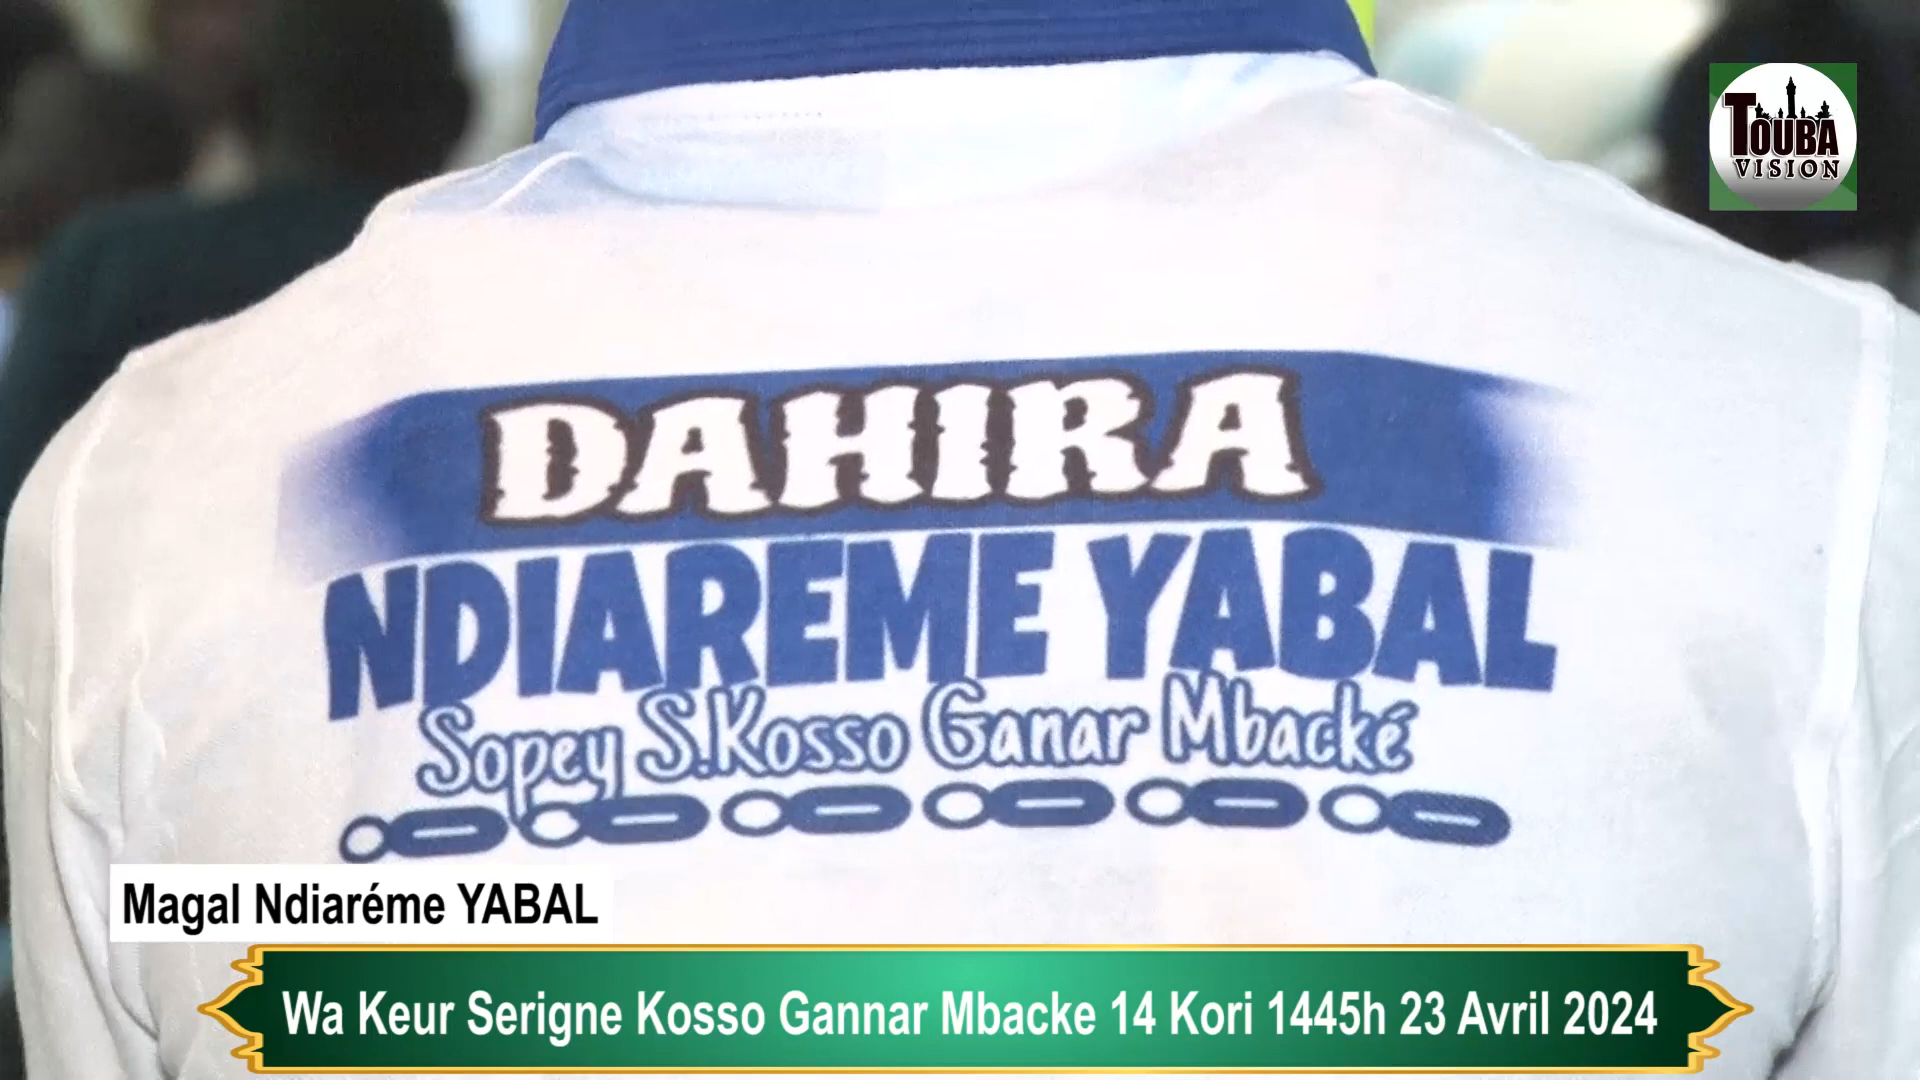 TOUBA
VISION
DAHIRA
NDIAREME YABAL
Sopey S.Kosso Ganar Mbacké
Magal Ndiaréme YABAL
Wa Keur Serigne Kosso Gannar Mbacke 14 Kori 1445h 23 Avril 2024